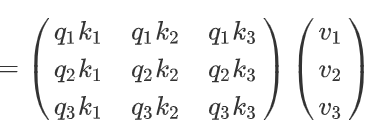 = ( q₁k₁ q₁k₂ q₁k₃ ) ( v₁ )
( q₂k₁ q₂k₂ q₂k₃ ) ( v₂ )
( q₃k₁ q₃k₂ q₃k₃ ) ( v₃ )